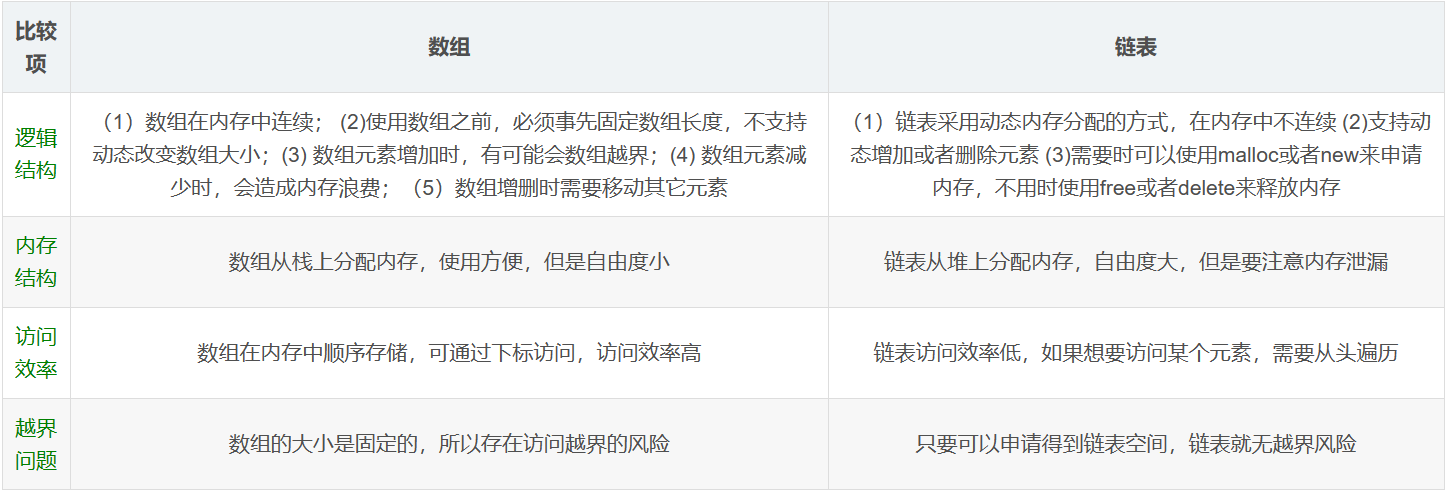 比较
项
数组
链表
逻辑
结构
（1）数组在内存中连续； (2)使用数组之前，必须事先固定数组长度，不支持
动态改变数组大小；(3) 数组元素增加时，有可能会数组越界；(4) 数组元素减
少时，会造成内存浪费；（5）数组增删时需要移动其它元素
（1）链表采用动态内存分配的方式，在内存中不连续 (2)支持动
态增加或者删除元素 (3)需要时可以使用malloc或者new来申请
内存，不用时使用free或者delete来释放内存
内存
结构
数组从栈上分配内存，使用方便，但是自由度小
链表从堆上分配内存，自由度大，但是要注意内存泄漏
访问
效率
数组在内存中顺序存储，可通过下标访问，访问效率高
链表访问效率低，如果想要访问某个元素，需要从头遍历
越界
问题
数组的大小是固定的，所以存在访问越界的风险
只要可以申请得到链表空间，链表就无越界风险